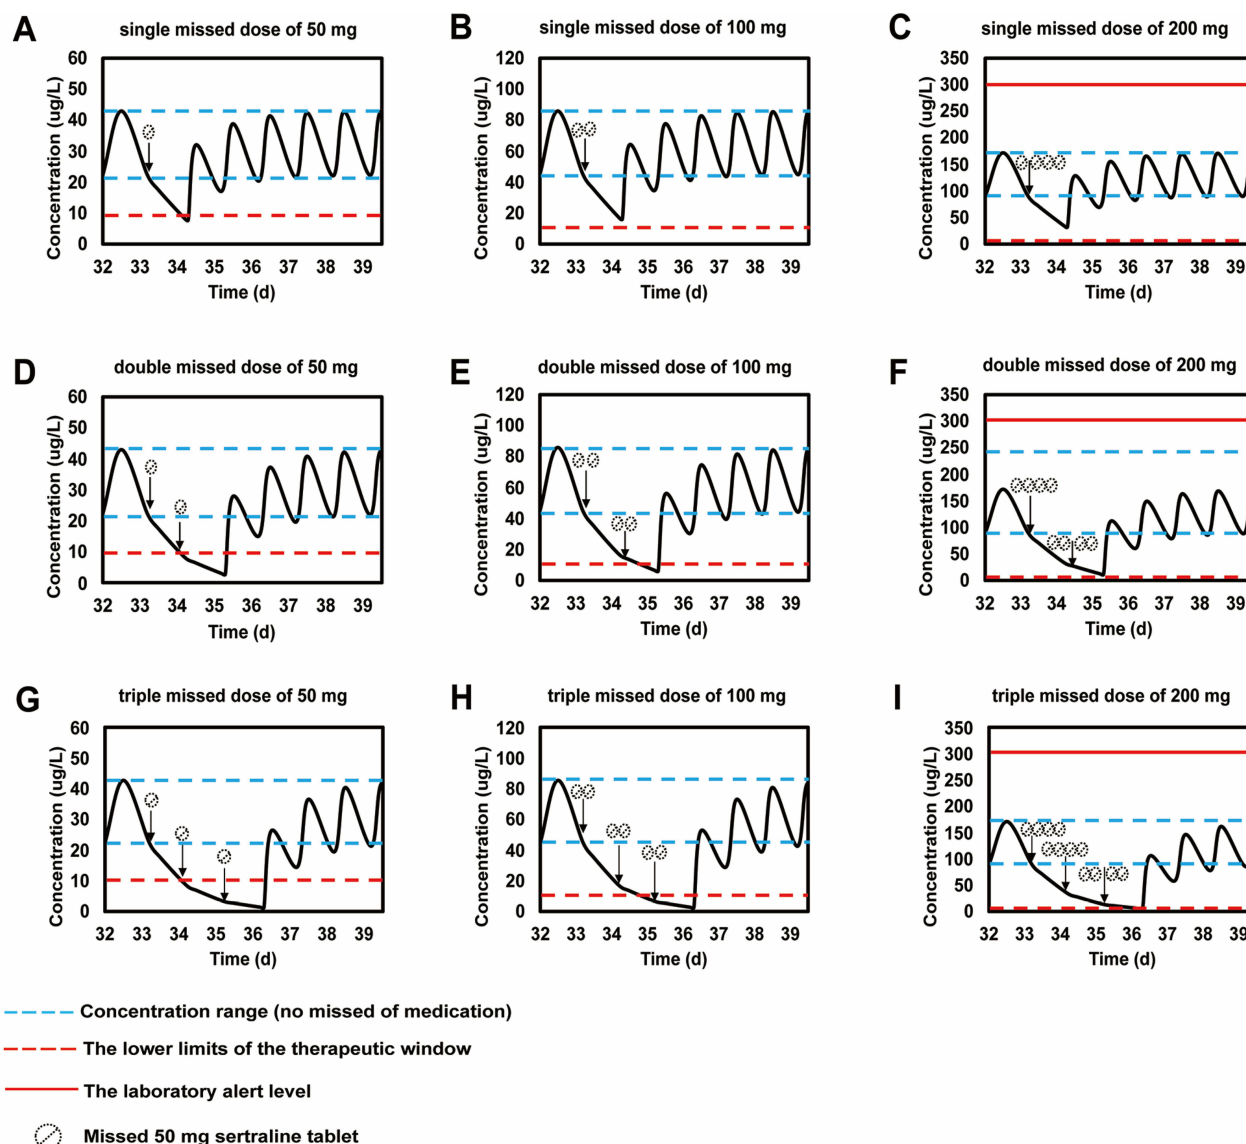 A single missed dose of 50 mg
Concentration (ug/L)
60
50
40
30
20
10
0
32 33 34 35 36 37 38 39
Time (d)
B single missed dose of 100 mg
Concentration (ug/L)
120
100
80
60
40
20
0
32 33 34 35 36 37 38 39
Time (d)
C single missed dose of 200 mg
Concentration (ug/L)
350
300
250
200
150
100
50
0
32 33 34 35 36 37 38 39
Time (d)
D double missed dose of 50 mg
Concentration (ug/L)
60
50
40
30
20
10
0
32 33 34 35 36 37 38 39
Time (d)
E double missed dose of 100 mg
Concentration (ug/L)
120
100
80
60
40
20
0
32 33 34 35 36 37 38 39
Time (d)
F double missed dose of 200 mg
Concentration (ug/L)
350
300
250
200
150
100
50
0
32 33 34 35 36 37 38 39
Time (d)
G triple missed dose of 50 mg
Concentration (ug/L)
60
50
40
30
20
10
0
32 33 34 35 36 37 38 39
Time (d)
H triple missed dose of 100 mg
Concentration (ug/L)
120
100
80
60
40
20
0
32 33 34 35 36 37 38 39
Time (d)
I triple missed dose of 200 mg
Concentration (ug/L)
350
300
250
200
150
100
50
0
32 33 34 35 36 37 38 39
Time (d)
Concentration range (no missed of medication)
The lower limits of the therapeutic window
The laboratory alert level
Missed 50 mg sertraline tablet